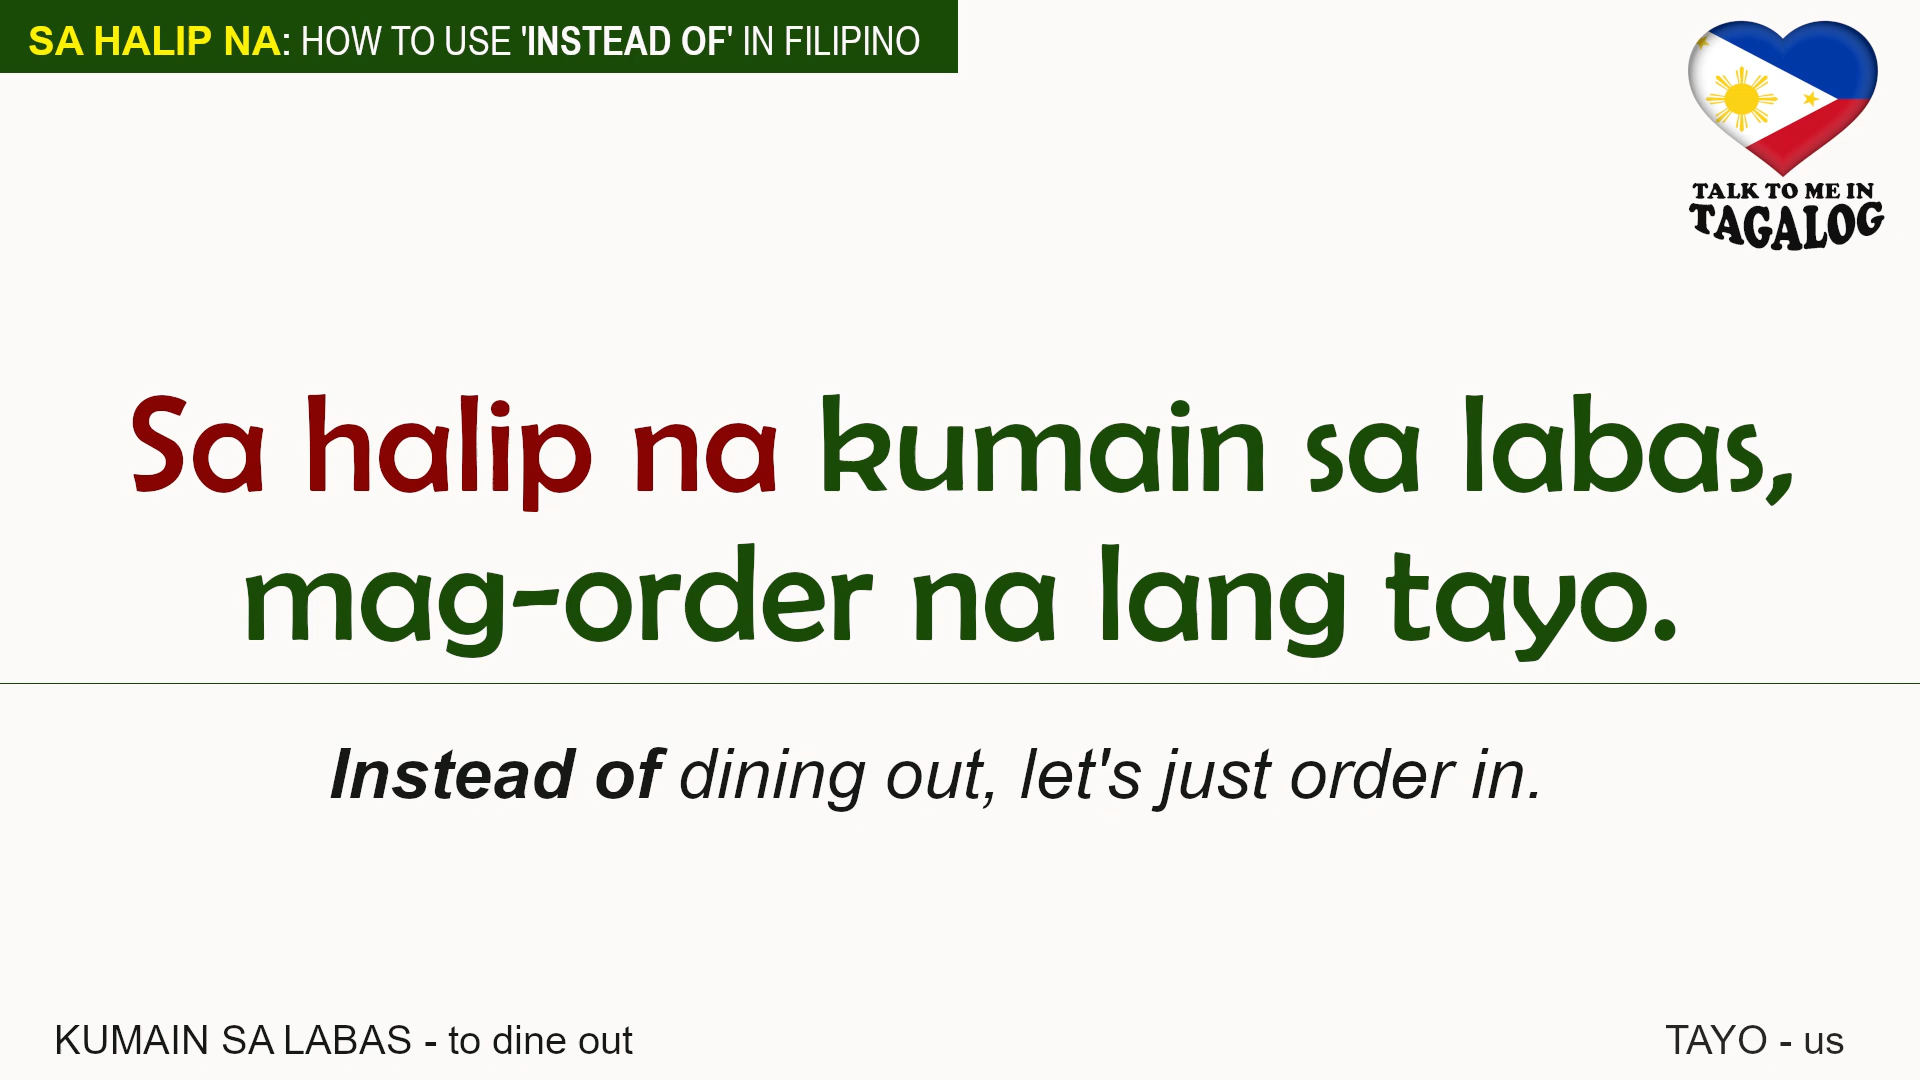 SA HALIP NA: HOW TO USE 'INSTEAD OF' IN FILIPINO
TALK TO ME IN
TAGALOG
Sa halip na kumain sa labas,
mag-order na lang tayo.
Instead of dining out, let's just order in.
KUMAIN SA LABAS - to dine out
TAYO - us